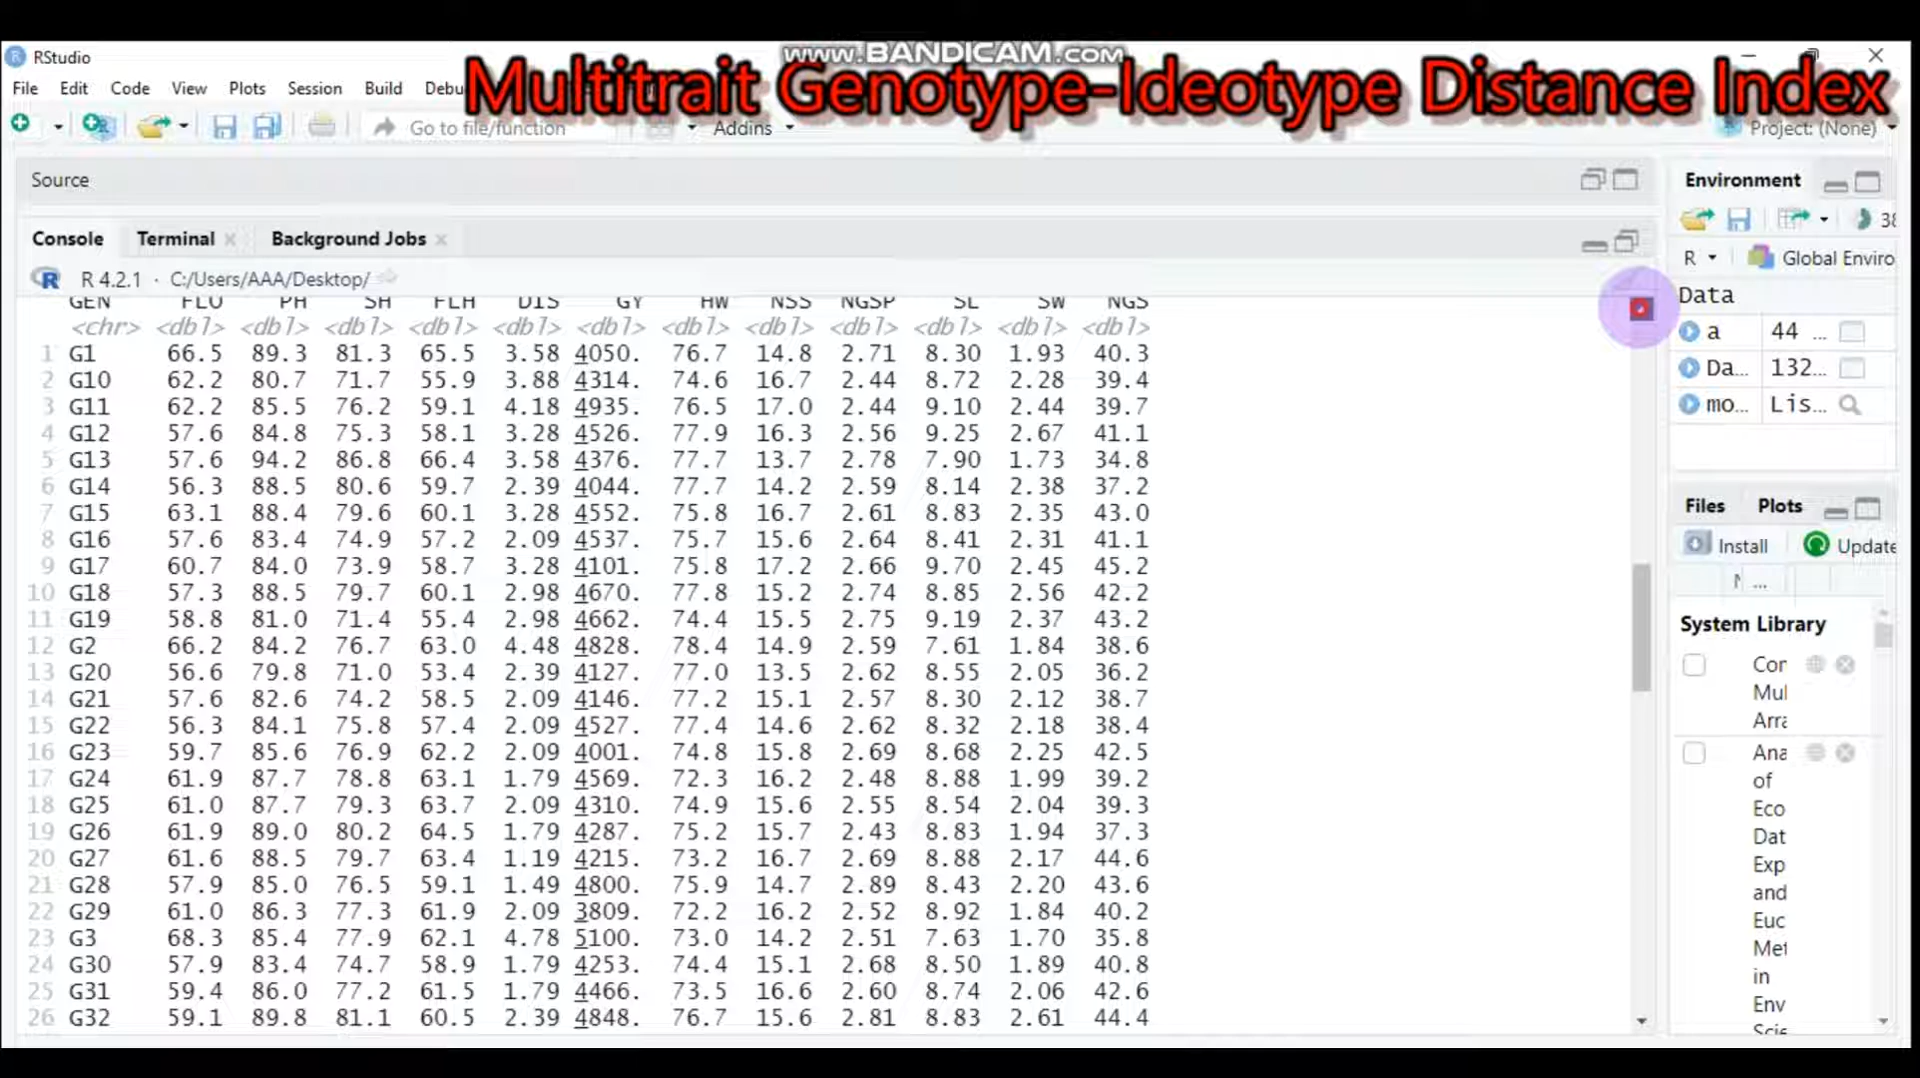 www.BANDICAM.com
RStudio
Multitrait Genotype-Ideotype Distance Index
File Edit Code View Plots Session Build Debu
Go to file/function
Addins
Project: (None)
Source
Environment
Console Terminal Background Jobs
38
R 4.2.1 · C:/Users/AAA/Desktop/
R Global Enviro
Data
a 44 ...
Da... 132...
mo... Lis...
GEN FLO PH SH FLH DIS GY HW NSS NGSP SL SW NGS
<chr> <dbl> <dbl> <dbl> <dbl> <dbl> <dbl> <dbl> <dbl> <dbl> <dbl> <dbl> <dbl>
1 G1 66.5 89.3 81.3 65.5 3.58 4050. 76.7 14.8 2.71 8.30 1.93 40.3
2 G10 62.2 80.7 71.7 55.9 3.88 4314. 74.6 16.7 2.44 8.72 2.28 39.4
3 G11 62.2 85.5 76.2 59.1 4.18 4935. 76.5 17.0 2.44 9.10 2.44 39.7
4 G12 57.6 84.8 75.3 58.1 3.28 4526. 77.9 16.3 2.56 9.25 2.67 41.1
5 G13 57.6 94.2 86.8 66.4 3.58 4376. 77.7 13.7 2.78 7.90 1.73 34.8
6 G14 56.3 88.5 80.6 59.7 2.39 4044. 77.7 14.2 2.59 8.14 2.38 37.2
7 G15 63.1 88.4 79.6 60.1 3.28 4552. 75.8 16.7 2.61 8.83 2.35 43.0
8 G16 57.6 83.4 74.9 57.2 2.09 4537. 75.7 15.6 2.64 8.41 2.31 41.1
9 G17 60.7 84.0 73.9 58.7 3.28 4101. 75.8 17.2 2.66 9.70 2.45 45.2
10 G18 57.3 88.5 79.7 60.1 2.98 4670. 77.8 15.2 2.74 8.85 2.56 42.2
11 G19 58.8 81.0 71.4 55.4 2.98 4662. 74.4 15.5 2.75 9.19 2.37 43.2
12 G2 66.2 84.2 76.7 63.0 4.48 4828. 78.4 14.9 2.59 7.61 1.84 38.6
13 G20 56.6 79.8 71.0 53.4 2.39 4127. 77.0 13.5 2.62 8.55 2.05 36.2
14 G21 57.6 82.6 74.2 58.5 2.09 4146. 77.2 15.1 2.57 8.30 2.12 38.7
15 G22 56.3 84.1 75.8 57.4 2.09 4527. 77.4 14.6 2.62 8.32 2.18 38.4
16 G23 59.7 85.6 76.9 62.2 2.09 4001. 74.8 15.8 2.69 8.68 2.25 42.5
17 G24 61.9 87.7 78.8 63.1 1.79 4569. 72.3 16.2 2.48 8.88 1.99 39.2
18 G25 61.0 87.7 79.3 63.7 2.09 4310. 74.9 15.6 2.55 8.54 2.04 39.3
19 G26 61.9 89.0 80.2 64.5 1.79 4287. 75.2 15.7 2.43 8.83 1.94 37.3
20 G27 61.6 88.5 79.7 63.4 1.19 4215. 73.2 16.7 2.69 8.88 2.17 44.6
21 G28 57.9 85.0 76.5 59.1 1.49 4800. 75.9 14.7 2.89 8.43 2.20 43.6
22 G29 61.0 86.3 77.3 61.9 2.09 3809. 72.2 16.2 2.52 8.92 1.84 40.2
23 G3 68.3 85.4 77.9 62.1 4.78 5100. 73.0 14.2 2.51 7.63 1.70 35.8
24 G30 57.9 83.4 74.7 58.9 1.79 4253. 74.4 15.1 2.68 8.50 1.89 40.8
25 G31 59.4 86.0 77.2 61.5 1.79 4466. 73.5 16.6 2.60 8.74 2.06 42.6
26 G32 59.1 89.8 81.1 60.5 2.39 4848. 76.7 15.6 2.81 8.83 2.61 44.4
Files Plots
Install Update
...
System Library
Cor
Mul
Arra
Ana
of
Eco
Dat
Exp
and
Euc
Met
in
Env